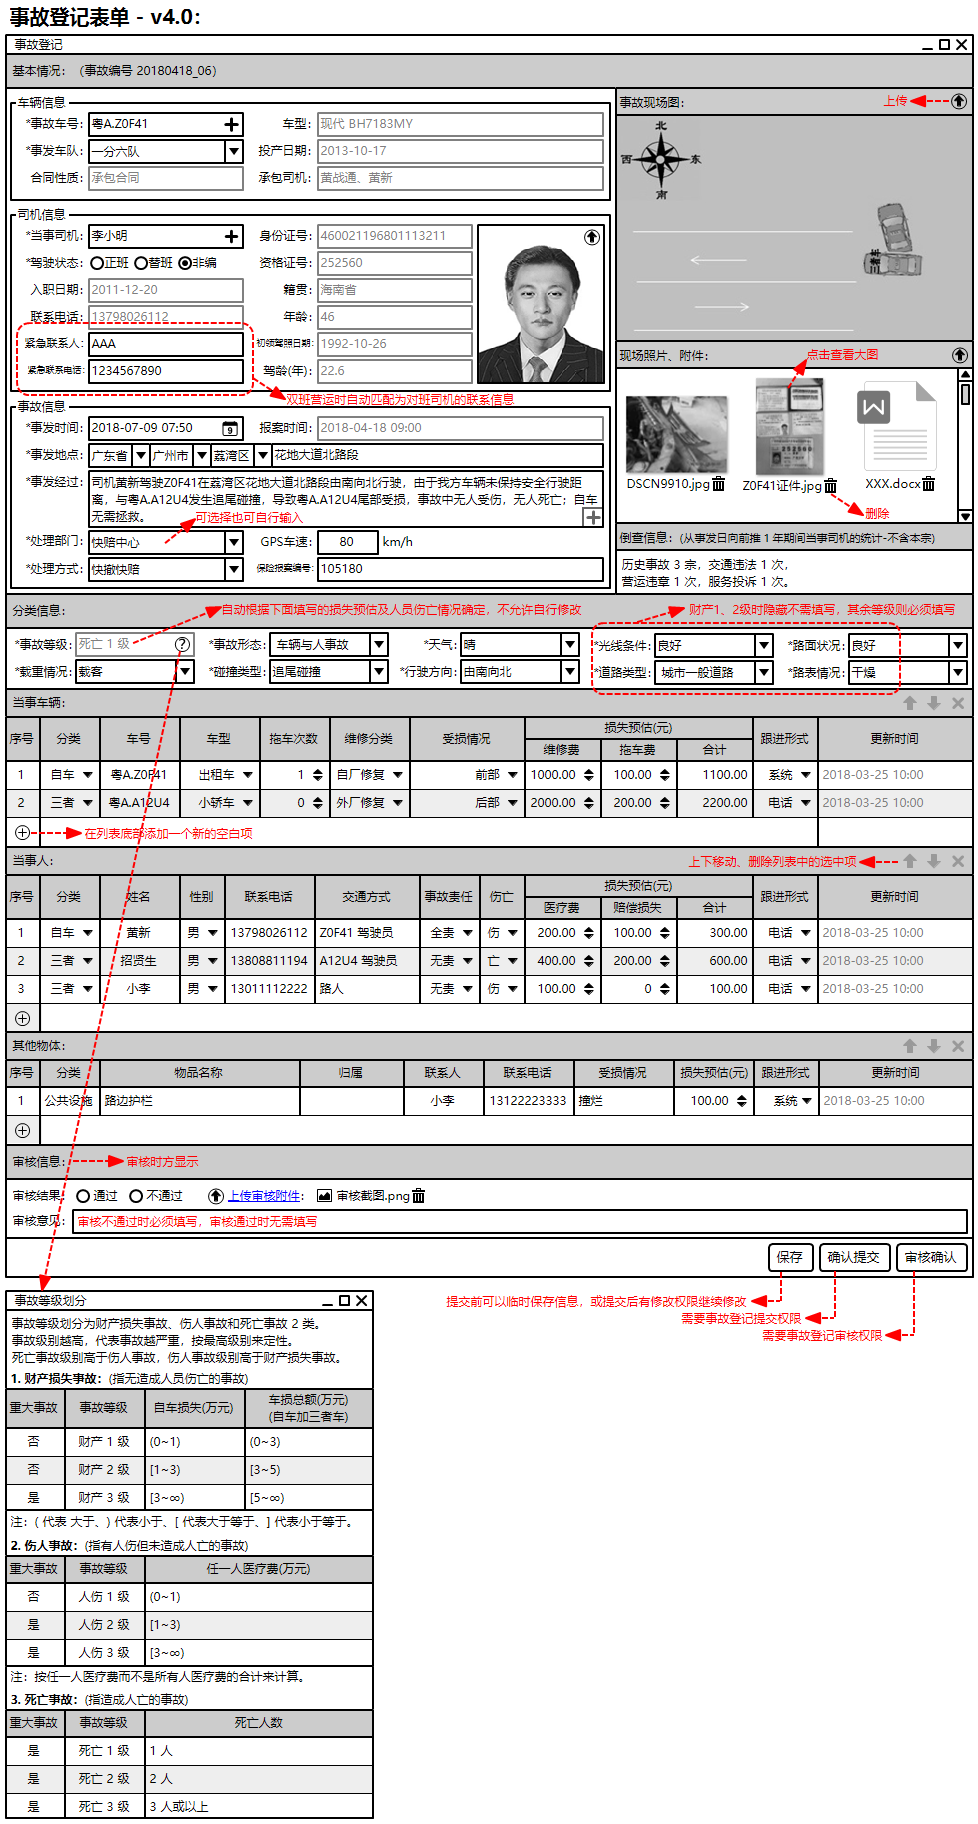 事故登记表单 - v4.0：
事故登记
基本情况： （事故编号 20180418_06）
车辆信息
*事故车号： 粤A.Z0F41 车型： 现代 BH7183MY
*事发车队： 一分六队 投产日期： 2013-10-17
合同性质： 承包合同 承包司机： 黄战通、黄新
司机信息
*当事司机： 李小明 身份证号： 460021196801113211
*驾驶状态： 正班 替班 非编 资格证号： 252560
入职日期： 2011-12-20 籍贯： 海南省
联系电话： 13798026112 年龄： 46
紧急联系人： AAA 初领驾照日期： 1992-10-26
紧急联系电话： 1234567890 驾龄(年)： 22.6
双班营运时自动匹配为对班司机的联系信息
事故信息
*事发时间： 2018-07-09 07:50 9 报案时间： 2018-04-18 09:00
*事发地点： 广东省 广州市 荔湾区 花地大道北路段
*事发经过： 司机黄新驾驶Z0F41在荔湾区花地大道北路段由南向北行驶，由于我方车辆未保持安全行驶距
离，与粤A.A12U4发生追尾碰撞，导致粤A.A12U4尾部受损，事故中无人受伤，无人死亡；自车
无需拯救。
可选择也可自行输入
*处理部门： 快赔中心 GPS车速： 80 km/h
*处理方式： 快撤快赔 保险报案编号： 105180
事故现场图： 上传
北
西 东
南
三者车
现场照片、附件： 点击查看大图
W
DSCN9910.jpg Z0F41证件.jpg XXX.docx
删除
倒查信息： (从事发日向前推 1 年期间当事司机的统计-不含本宗)
历史事故 3 宗，交通违法 1 次，
营运违章 1 次，服务投诉 1 次。
分类信息： 自动根据下面填写的损失预估及人员伤亡情况确定，不允许自行修改 财产1、2级时隐藏不需填写，其余等级则必须填写
*事故等级： 死亡 1 级 ? *事故形态： 车辆与人事故 *天气： 晴 *光线条件： 良好 *路面状况： 良好
*载重情况： 载客 *碰撞类型： 追尾碰撞 *行驶方向： 由南向北 *道路类型： 城市一般道路 *路表情况： 干燥
当事车辆：
序号 分类 车号 车型 拖车次数 维修分类 受损情况 损失预估(元) 跟进形式 更新时间
维修费 拖车费 合计
1 自车 粤A.Z0F41 出租车 1 自厂修复 前部 1000.00 100.00 1100.00 系统 2018-03-25 10:00
2 三者 粤A.A12U4 小轿车 0 外厂修复 后部 2000.00 200.00 2200.00 电话 2018-03-25 10:00
在列表底部添加一个新的空白项
当事人： 上下移动、删除列表中的选中项
序号 分类 姓名 性别 联系电话 交通方式 事故责任 伤亡 损失预估(元) 跟进形式 更新时间
医疗费 赔偿损失 合计
1 自车 黄新 男 13798026112 Z0F41 驾驶员 全责 伤 200.00 100.00 300.00 电话 2018-03-25 10:00
2 三者 招贤生 男 13808811194 A12U4 驾驶员 无责 亡 400.00 200.00 600.00 电话 2018-03-25 10:00
3 三者 小李 男 13011112222 路人 无责 伤 100.00 0 100.00 电话 2018-03-25 10:00
其他物体：
序号 分类 物品名称 归属 联系人 联系电话 受损情况 损失预估(元) 跟进形式 更新时间
1 公共设施 路边护栏 小李 13122223333 撞烂 100.00 系统 2018-03-25 10:00
审核信息： 审核时方显示
审核结果： 通过 不通过 上传审核附件： 审核截图.png
审核意见： 审核不通过时必须填写，审核通过时无需填写
保存 确认提交 审核确认
提交前可以临时保存信息，或提交后有修改权限继续修改
需要事故登记提交权限
需要事故登记审核权限
事故等级划分
事故等级划分为财产损失事故、伤人事故和死亡事故 2 类。
事故级别越高，代表事故越严重，按最高级别来定性。
死亡事故级别高于伤人事故，伤人事故级别高于财产损失事故。
1. 财产损失事故：(指无造成人员伤亡的事故)
重大事故 事故等级 自车损失(万元) 车损总额(万元)
(自车加三者车)
否 财产 1 级 (0~1) (0~3)
否 财产 2 级 [1~3) [3~5)
是 财产 3 级 [3~∞) [5~∞)
注：( 代表 大于、) 代表小于、[ 代表大于等于、] 代表小于等于。
2. 伤人事故：(指有人伤但未造成人亡的事故)
重大事故 事故等级 任一人医疗费(万元)
否 人伤 1 级 (0~1)
是 人伤 2 级 [1~3)
是 人伤 3 级 [3~∞)
注：按任一人医疗费而不是所有人医疗费的合计来计算。
3. 死亡事故：(指造成人亡的事故)
重大事故 事故等级 死亡人数
是 死亡 1 级 1 人
是 死亡 2 级 2 人
是 死亡 3 级 3 人或以上